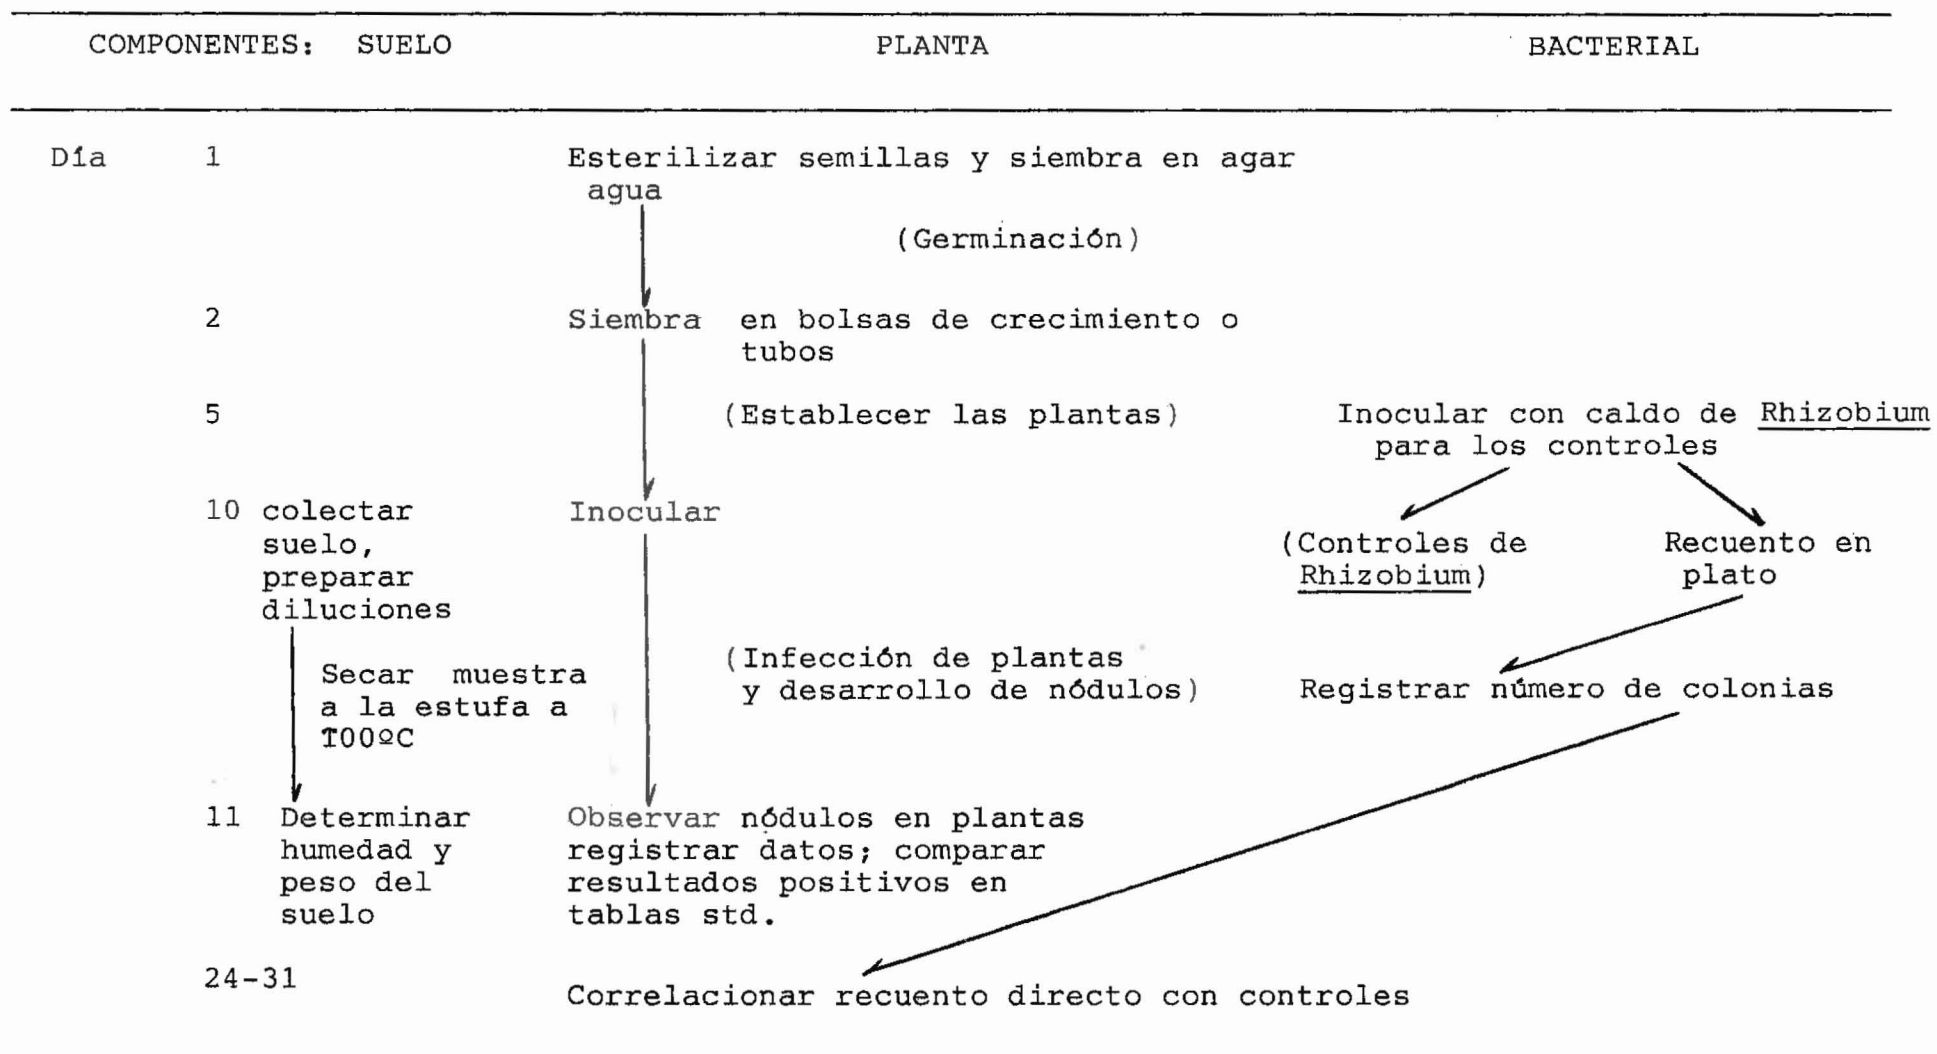 COMPONENTES: SUELO PLANTA BACTERIAL
Día 1 Esterilizar semillas y siembra en agar
agua
(Germinación)
2 Siembra en bolsas de crecimiento o
tubos
5 (Establecer las plantas) Inocular con caldo de Rhizobium
para los controles
10 colectar
suelo,
preparar
diluciones
Inocular
(Controles de
Rhizobium)
Recuento en
plato
Secar muestra
a la estufa a
100ºC
(Infección de plantas
y desarrollo de nódulos)
Registrar número de colonias
11 Determinar
humedad y
peso del
suelo
Observar nódulos en plantas
registrar datos; comparar
resultados positivos en
tablas std.
24-31
Correlacionar recuento directo con controles